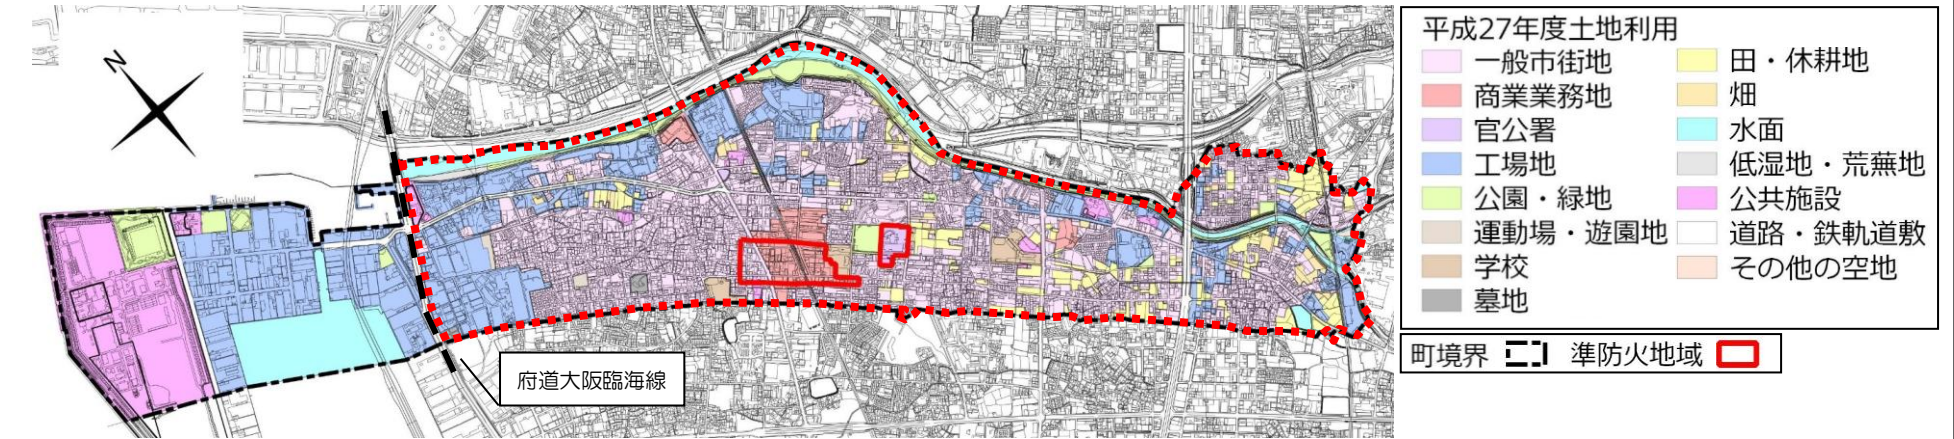 N
府道大阪臨海線
平成27年度土地利用
一般市街地
商業業務地
官公署
工場地
公園・緑地
運動場・遊園地
学校
墓地
田・休耕地
畑
水面
低湿地・荒蕪地
公共施設
道路・鉄軌道敷
その他の空地
町境界 準防火地域